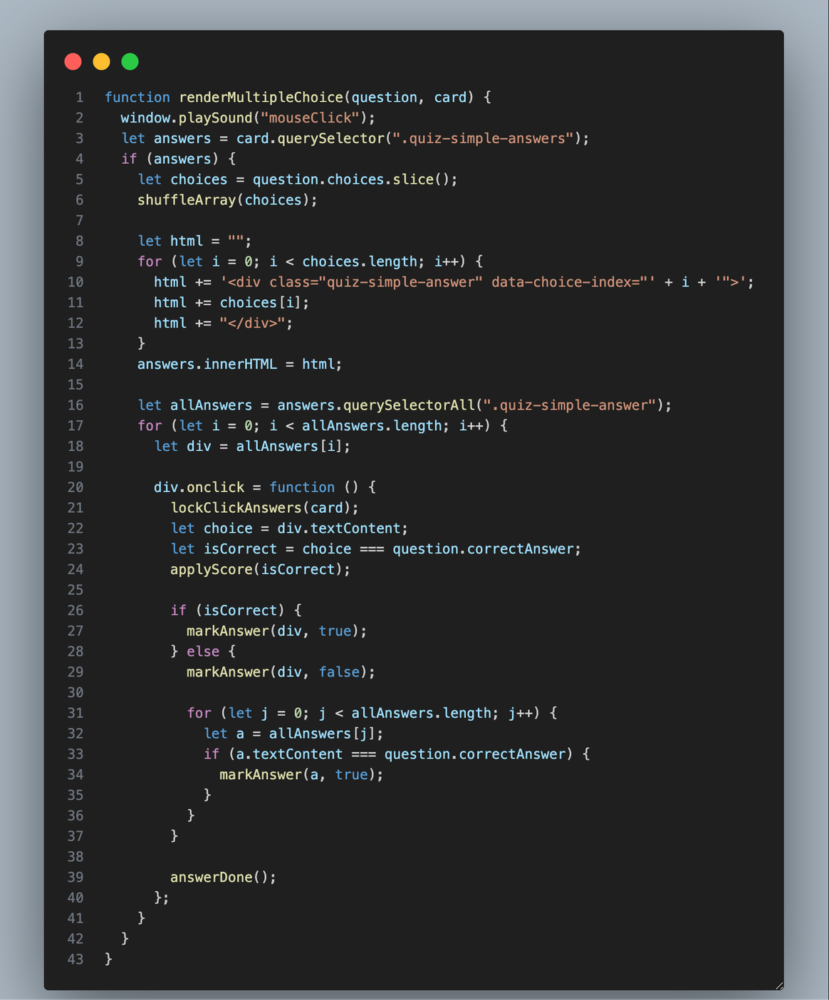 1 function renderMultipleChoice(question, card) {
2   window.playSound("mouseClick");
3   let answers = card.querySelector(".quiz-simple-answers");
4   if (answers) {
5     let choices = question.choices.slice();
6     shuffleArray(choices);
7
8     let html = "";
9     for (let i = 0; i < choices.length; i++) {
10       html += '<div class="quiz-simple-answer" data-choice-index="' + i + '">';
11       html += choices[i];
12       html += "</div>";
13     }
14     answers.innerHTML = html;
15
16     let allAnswers = answers.querySelectorAll(".quiz-simple-answer");
17     for (let i = 0; i < allAnswers.length; i++) {
18       let div = allAnswers[i];
19
20       div.onclick = function () {
21         lockClickAnswers(card);
22         let choice = div.textContent;
23         let isCorrect = choice === question.correctAnswer;
24         applyScore(isCorrect);
25
26         if (isCorrect) {
27           markAnswer(div, true);
28         } else {
29           markAnswer(div, false);
30
31           for (let j = 0; j < allAnswers.length; j++) {
32             let a = allAnswers[j];
33             if (a.textContent === question.correctAnswer) {
34               markAnswer(a, true);
35             }
36           }
37         }
38
39         answerDone();
40       };
41     }
42   }
43 }